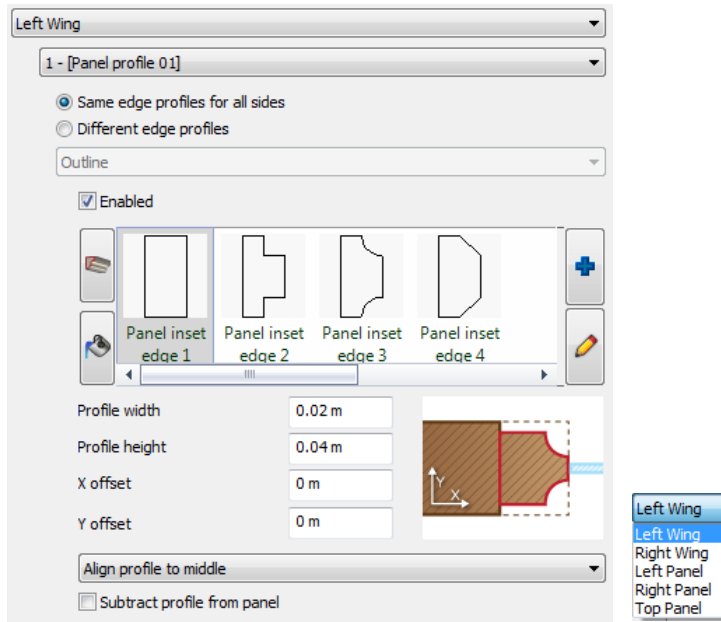 Left Wing
1 - [Panel profile 01]
Same edge profiles for all sides
Different edge profiles
Outline
Enabled
Panel inset edge 1
Panel inset edge 2
Panel inset edge 3
Panel inset edge 4
Profile width 0.02 m
Profile height 0.04 m
X offset 0 m
Y offset 0 m
Y
X
Align profile to middle
Subtract profile from panel
Left Wing
Left Wing
Right Wing
Left Panel
Right Panel
Top Panel